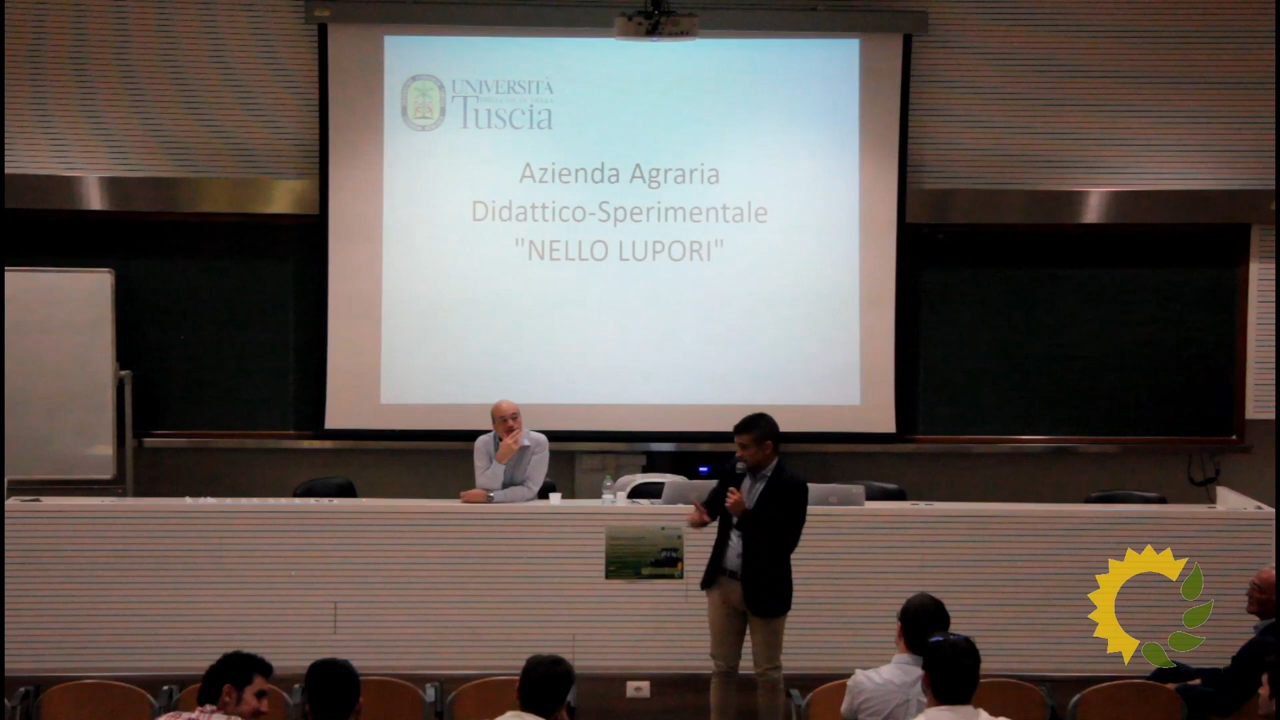 UNIVERSITÀ
Tuscia
Azienda Agraria
Didattico-Sperimentale
"NELLO LUPORI"